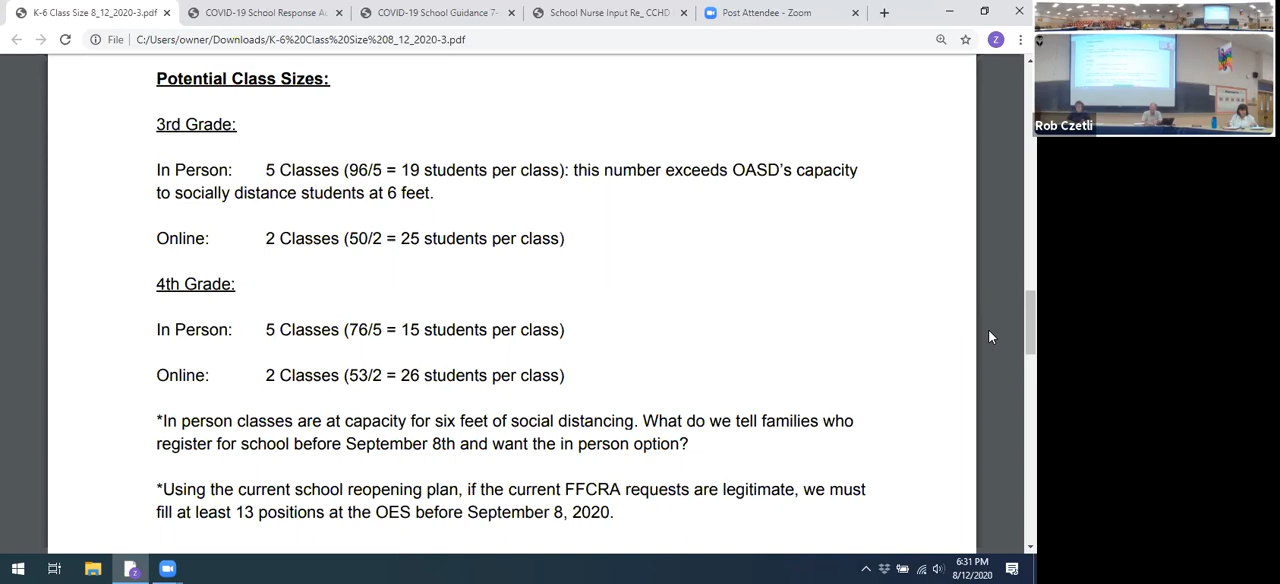 K-6 Class Size 8_12_2020-3.pdf
COVID-19 School Response Ac
COVID-19 School Guidance 7-
School Nurse Input Re_ CCHD
Post Attendee - Zoom
File
C:/Users/owner/Downloads/K-6%20Class%20Size%208_12_2020-3.pdf
Z
Rob Czetli
Potential Class Sizes:
3rd Grade:
In Person: 5 Classes (96/5 = 19 students per class): this number exceeds OASD's capacity
to socially distance students at 6 feet.
Online: 2 Classes (50/2 = 25 students per class)
4th Grade:
In Person: 5 Classes (76/5 = 15 students per class)
Online: 2 Classes (53/2 = 26 students per class)
*In person classes are at capacity for six feet of social distancing. What do we tell families who
register for school before September 8th and want the in person option?
*Using the current school reopening plan, if the current FFCRA requests are legitimate, we must
fill at least 13 positions at the OES before September 8, 2020.
6:31 PM
8/12/2020